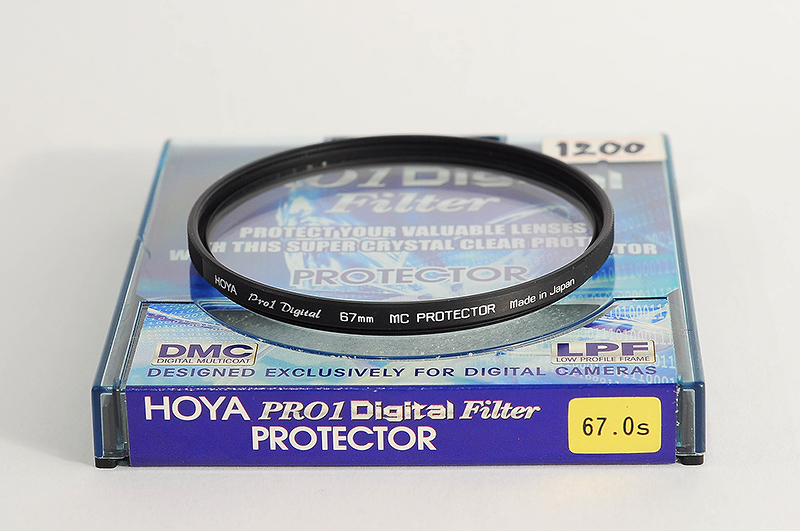 1200
Digital
Filter
PROTECT YOUR VALUABLE LENSES
WITH THIS SUPER CRYSTAL CLEAR PROTECTOR
PROTECTOR
HOYA Pro1 Digital 67mm MC PROTECTOR Made in Japan
DMC
DIGITAL MULTICOAT
LPF
LOW PROFILE FRAME
DESIGNED EXCLUSIVELY FOR DIGITAL CAMERAS
HOYA PRO1 Digital Filter
PROTECTOR
67.0s